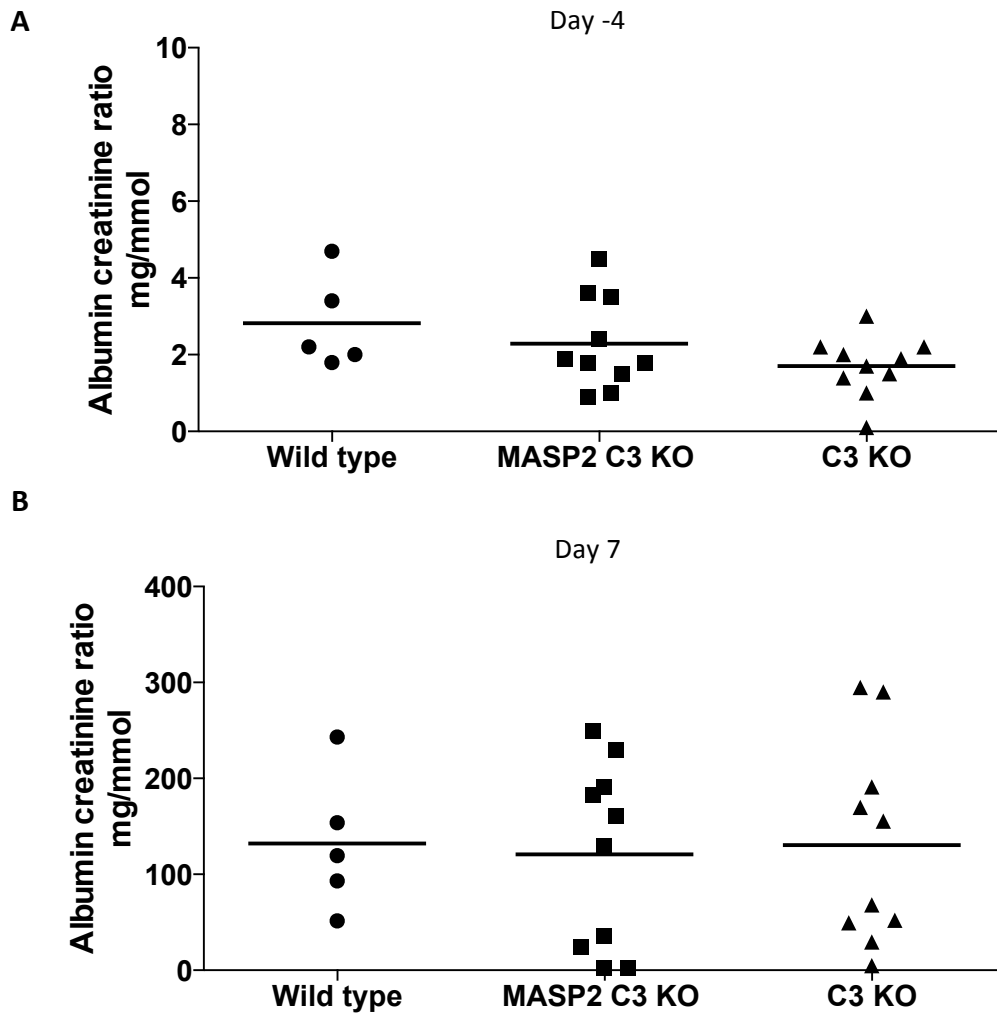 A
Day -4
Albumin creatinine ratio
mg/mmol
10
8
6
4
2
0
Wild type
MASP2 C3 KO
C3 KO
B
Day 7
Albumin creatinine ratio
mg/mmol
400
300
200
100
0
Wild type
MASP2 C3 KO
C3 KO